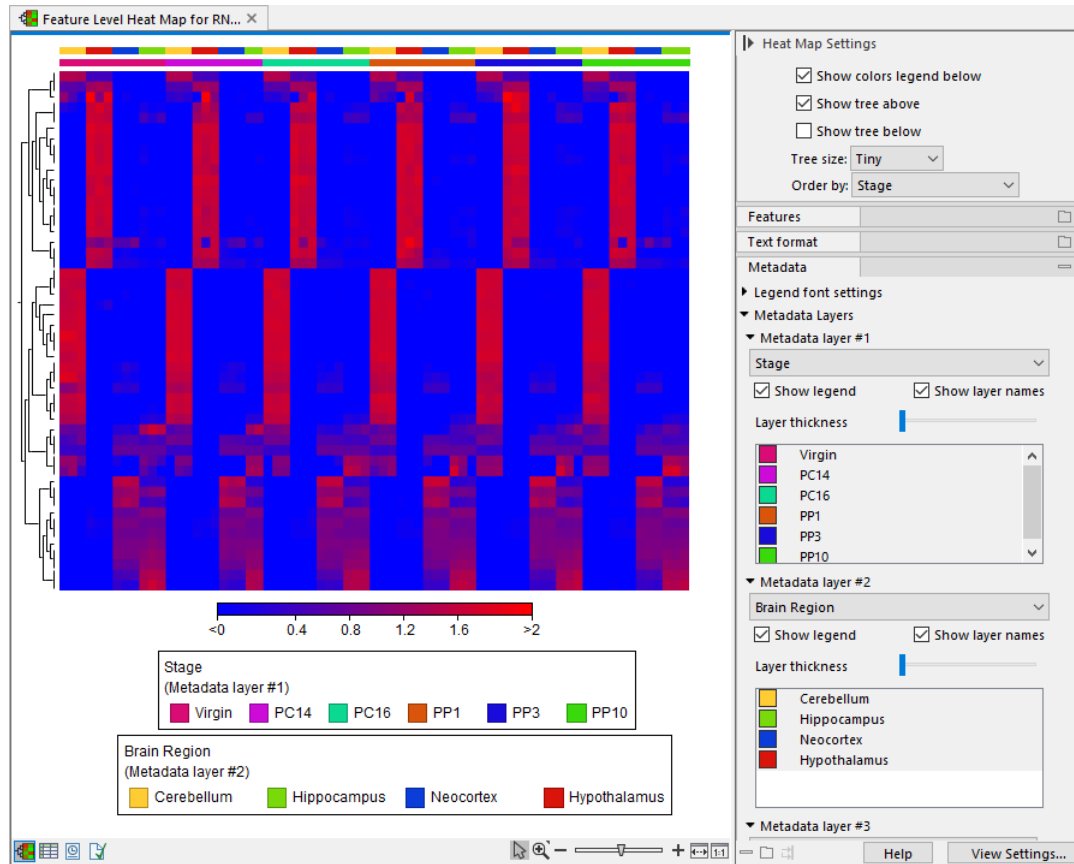 Feature Level Heat Map for RN...
<0 0.4 0.8 1.2 1.6 >2
Stage
(Metadata layer #1)
Virgin PC14 PC16 PP1 PP3 PP10
Brain Region
(Metadata layer #2)
Cerebellum Hippocampus Neocortex Hypothalamus
1:1
Heat Map Settings
Show colors legend below
Show tree above
Show tree below
Tree size: Tiny
Order by: Stage
Features
Text format
Metadata
Legend font settings
Metadata Layers
Metadata layer #1
Stage
Show legend Show layer names
Layer thickness
Virgin
PC14
PC16
PP1
PP3
PP10
Metadata layer #2
Brain Region
Show legend Show layer names
Layer thickness
Cerebellum
Hippocampus
Neocortex
Hypothalamus
Metadata layer #3
Help View Settings...